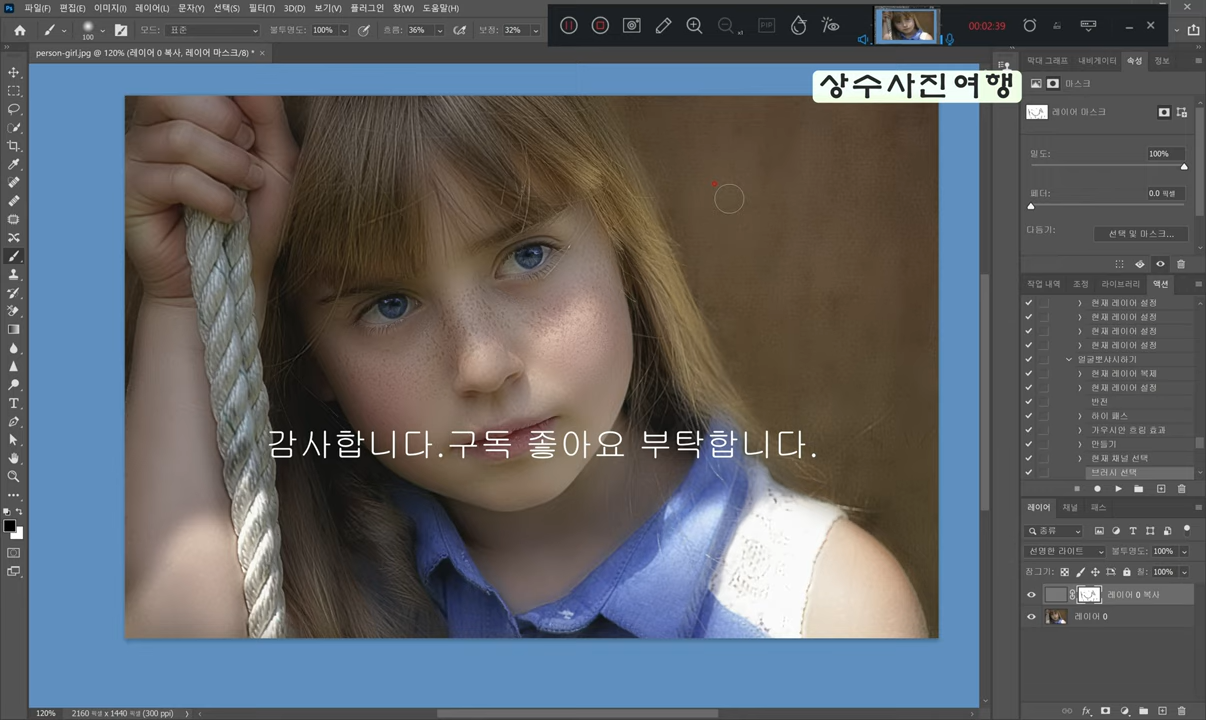 Ps 파일(F) 편집(E) 이미지(I) 레이어(L) 문자(Y) 선택(S) 필터(T) 3D(D) 보기(V) 플러그인 창(W) 도움말(H)
100 모드: 표준 불투명도: 100% 흐름: 36% 보정: 32%
PIP 00:02:39
person-girl.jpg @ 120% (레이어 0 복사, 레이어 마스크/8) *
상수사진여행
막대 그래프 내비게이터 속성 정보
마스크
레이어 마스크
밀도: 100%
페더: 0.0 픽셀
다듬기: 선택 및 마스크...
작업 내역 조정 라이브러리 액션
현재 레이어 설정
현재 레이어 설정
현재 레이어 설정
현재 레이어 설정
얼굴뽀샤시하기
현재 레이어 복제
현재 레이어 설정
반전
하이 패스
가우시안 흐림 효과
만들기
현재 채널 선택
브러시 선택
감사합니다.구독 좋아요 부탁합니다.
레이어 채널 패스
종류
선명한 라이트 불투명도: 100%
잠그기: 칠: 100%
레이어 0 복사
레이어 0
fx
120% 2160 픽셀 x 1440 픽셀 (300 ppi)